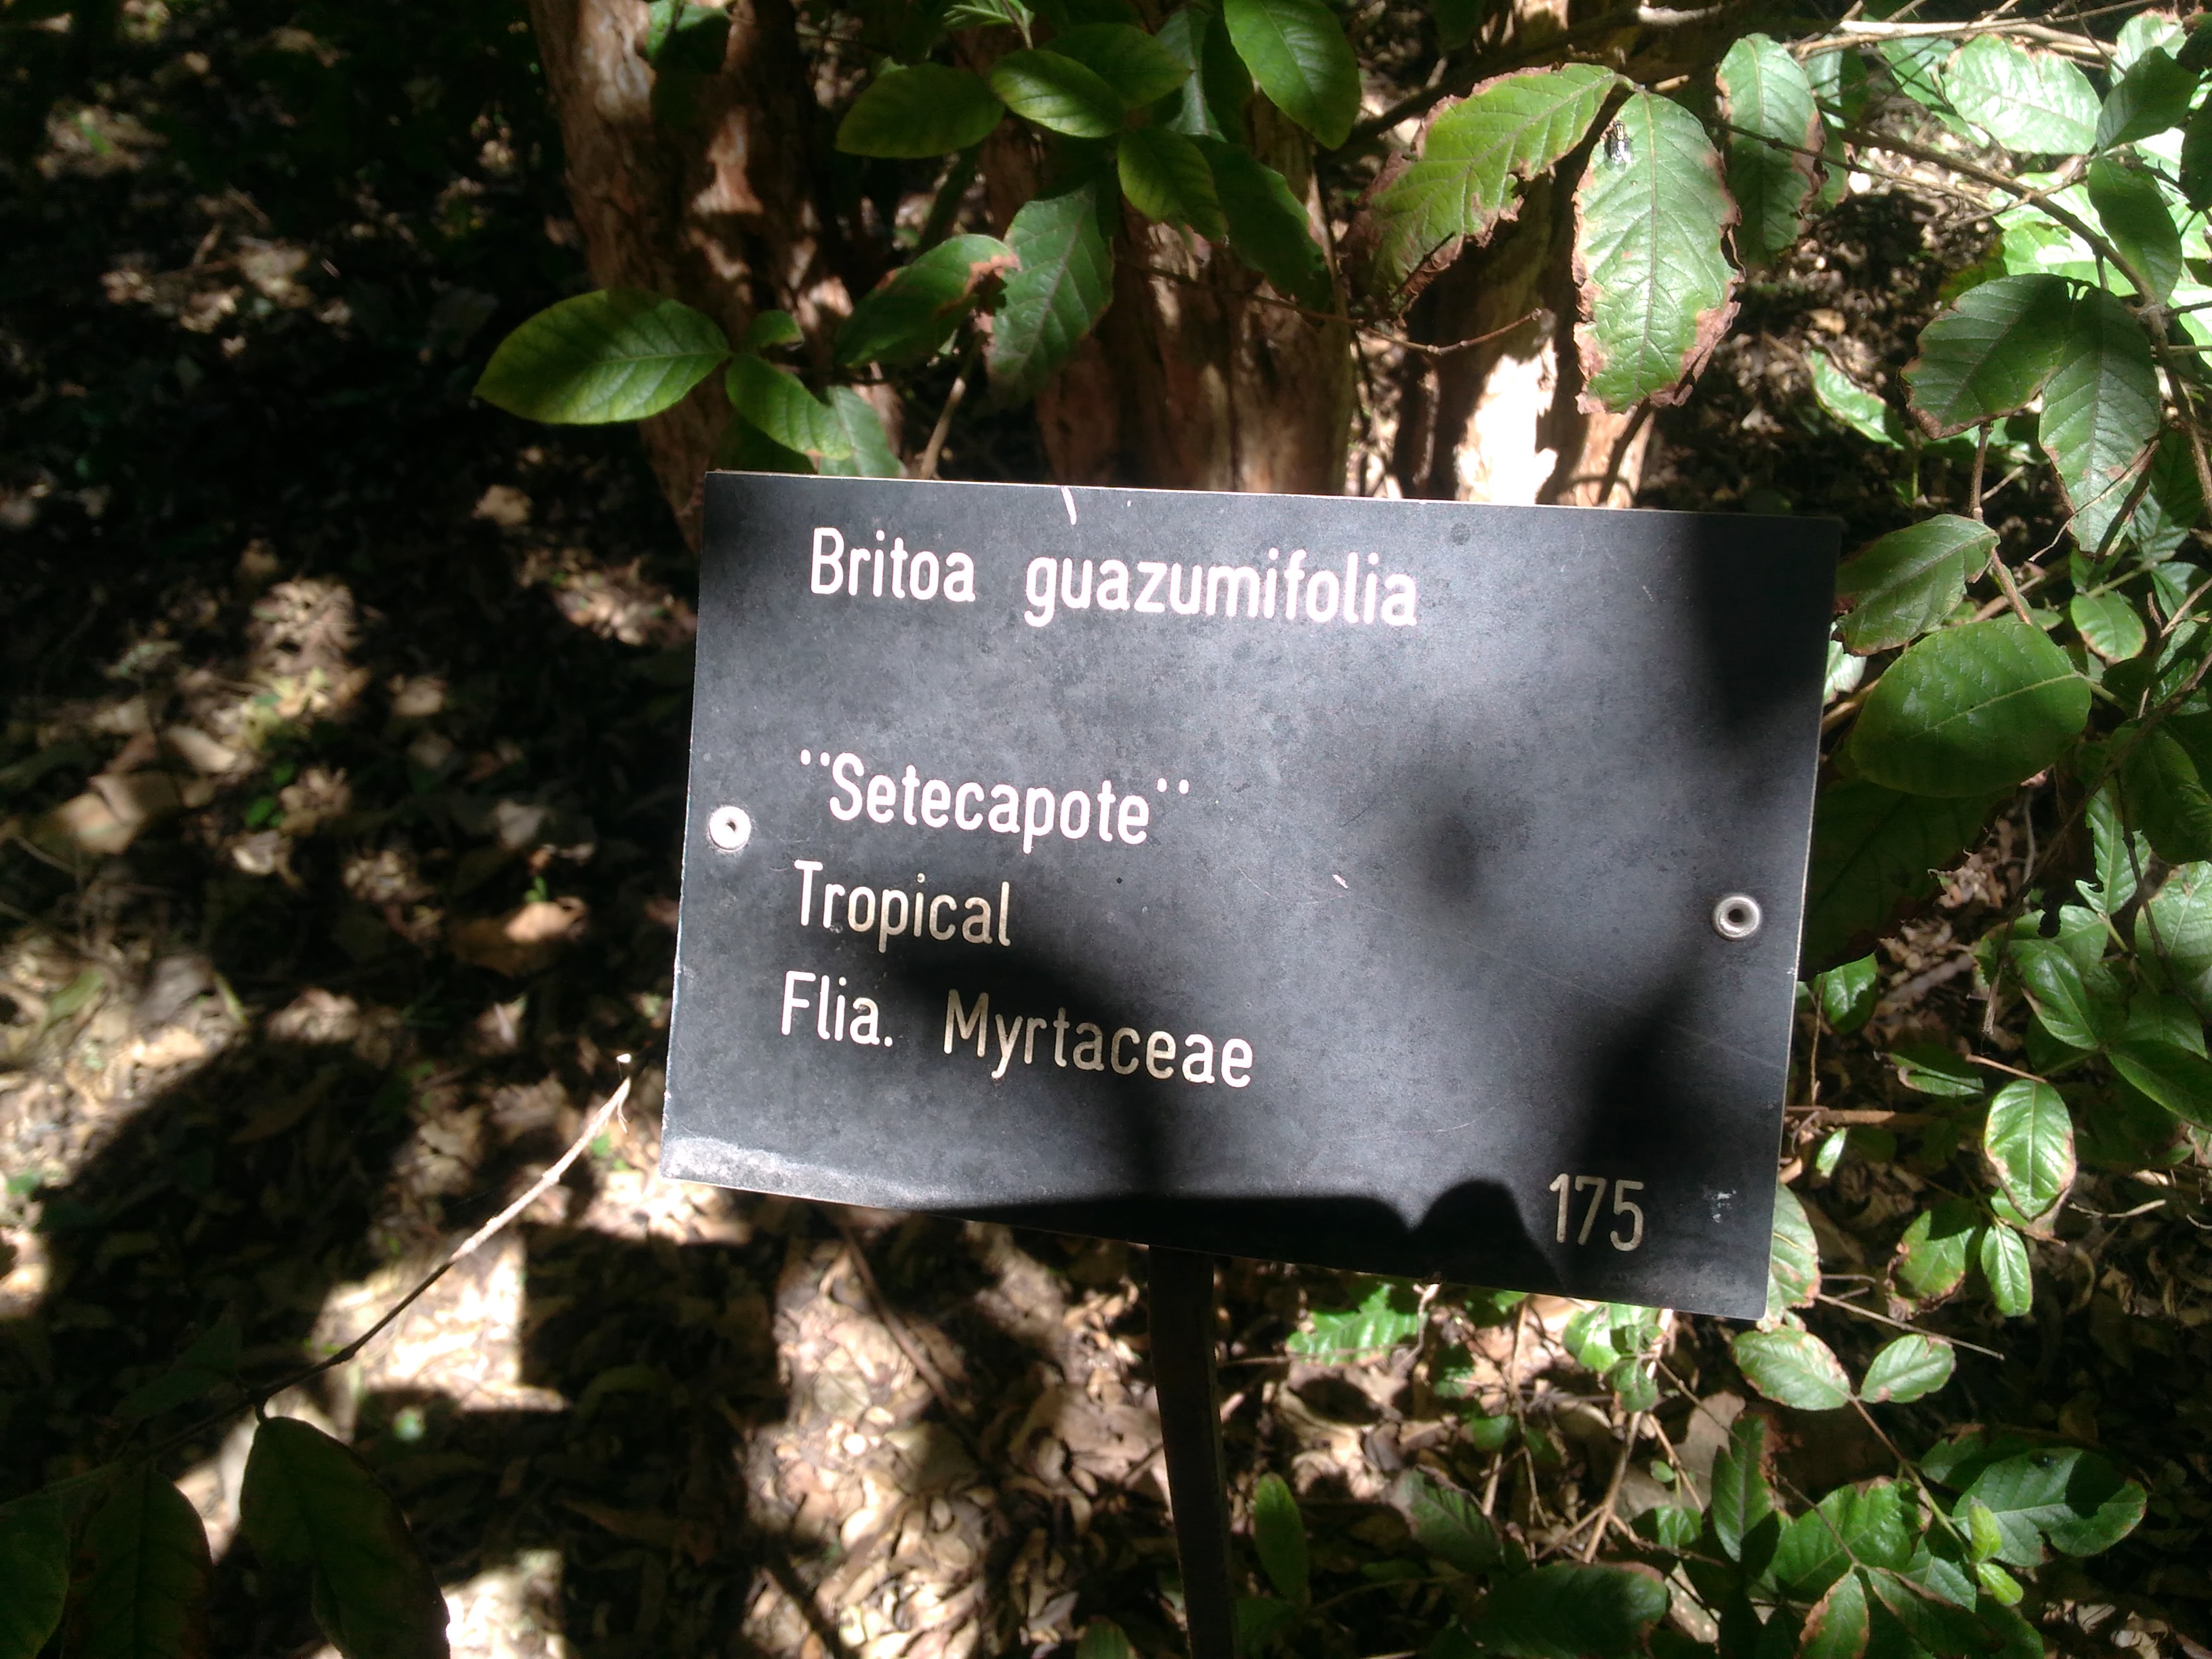 Britoa guazumifolia
"Setecapote"
Tropical
Flia. Myrtaceae
175